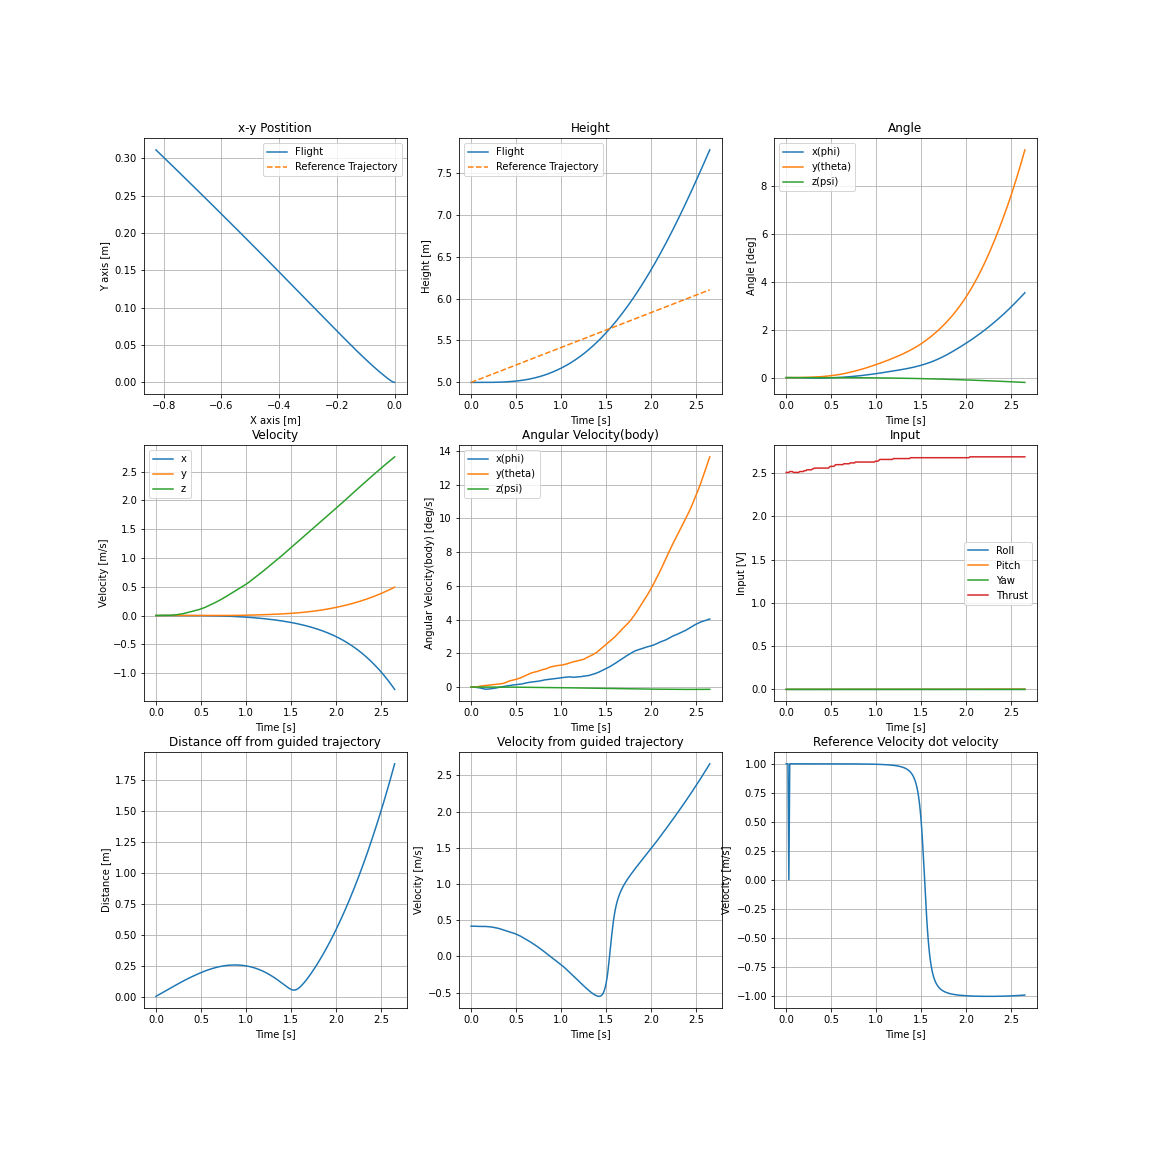 x-y Postition
Flight
Reference Trajectory
0.30
0.25
0.20
0.15
0.10
0.05
0.00
Y axis [m]
−0.8 −0.6 −0.4 −0.2 0.0
X axis [m]
Height
Flight
Reference Trajectory
7.5
7.0
6.5
6.0
5.5
5.0
Height [m]
0.0 0.5 1.0 1.5 2.0 2.5
Time [s]
Angle
x(phi)
y(theta)
z(psi)
8
6
4
2
0
Angle [deg]
0.0 0.5 1.0 1.5 2.0 2.5
Time [s]
Velocity
x
y
z
2.5
2.0
1.5
1.0
0.5
0.0
−0.5
−1.0
Velocity [m/s]
0.0 0.5 1.0 1.5 2.0 2.5
Time [s]
Angular Velocity(body)
x(phi)
y(theta)
z(psi)
14
12
10
8
6
4
2
0
Angular Velocity(body) [deg/s]
0.0 0.5 1.0 1.5 2.0 2.5
Time [s]
Input
2.5
2.0
1.5
1.0
0.5
0.0
Input [V]
Roll
Pitch
Yaw
Thrust
0.0 0.5 1.0 1.5 2.0 2.5
Time [s]
Distance off from guided trajectory
1.75
1.50
1.25
1.00
0.75
0.50
0.25
0.00
Distance [m]
0.0 0.5 1.0 1.5 2.0 2.5
Time [s]
Velocity from guided trajectory
2.5
2.0
1.5
1.0
0.5
0.0
−0.5
Velocity [m/s]
0.0 0.5 1.0 1.5 2.0 2.5
Time [s]
Reference Velocity dot velocity
1.00
0.75
0.50
0.25
0.00
−0.25
−0.50
−0.75
−1.00
Velocity [m/s]
0.0 0.5 1.0 1.5 2.0 2.5
Time [s]